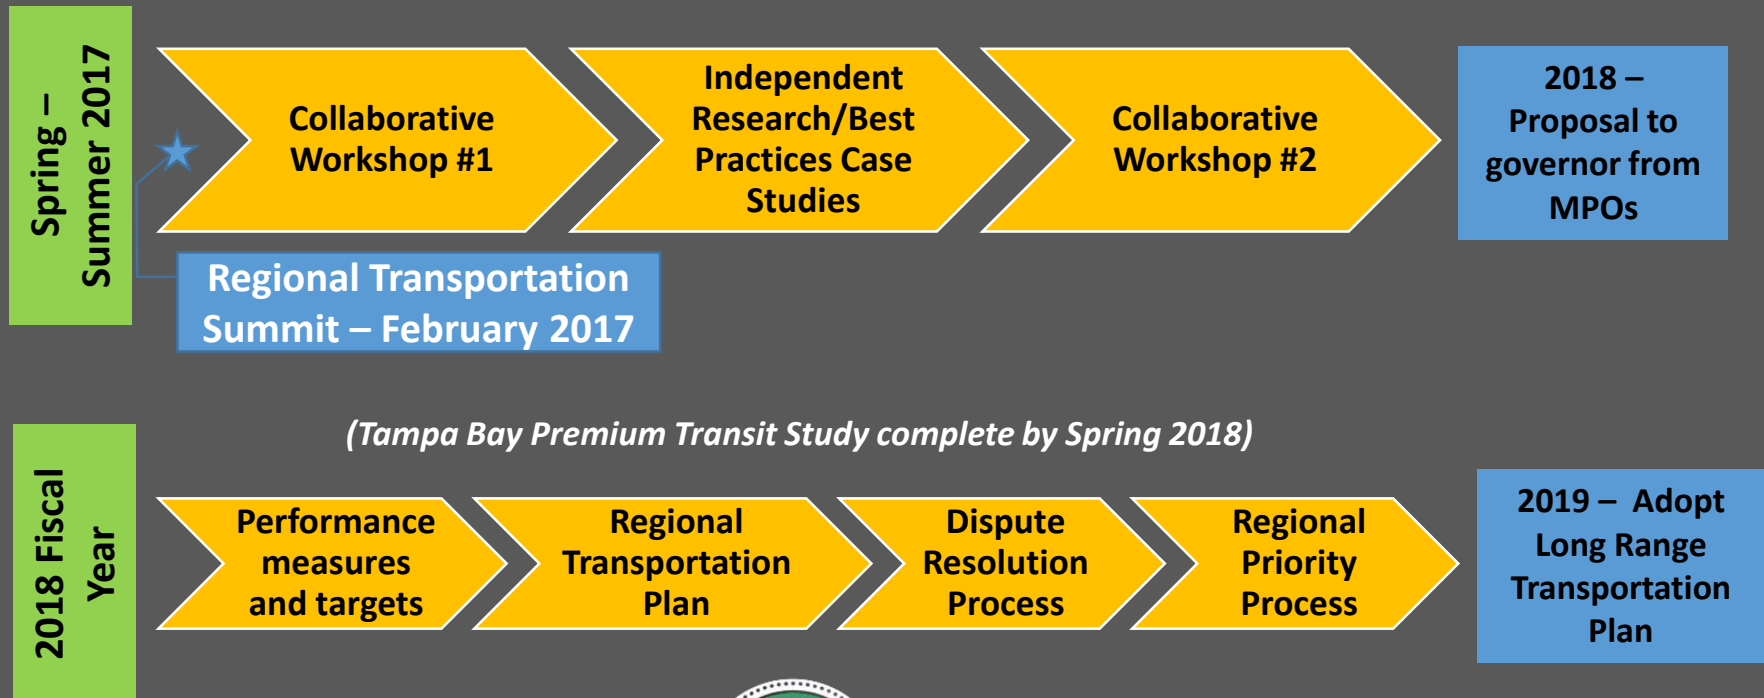 Spring –
Summer 2017
Collaborative
Workshop #1
Independent
Research/Best
Practices Case
Studies
Collaborative
Workshop #2
2018 –
Proposal to
governor from
MPOs
Regional Transportation
Summit – February 2017
(Tampa Bay Premium Transit Study complete by Spring 2018)
2018 Fiscal
Year
Performance
measures
and targets
Regional
Transportation
Plan
Dispute
Resolution
Process
Regional
Priority
Process
2019 – Adopt
Long Range
Transportation
Plan